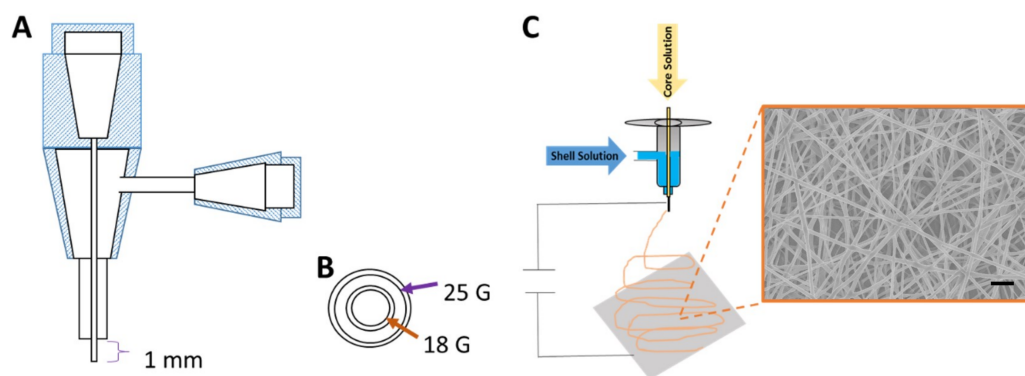 A
1 mm
B
25 G
18 G
C
Core Solution
Shell Solution